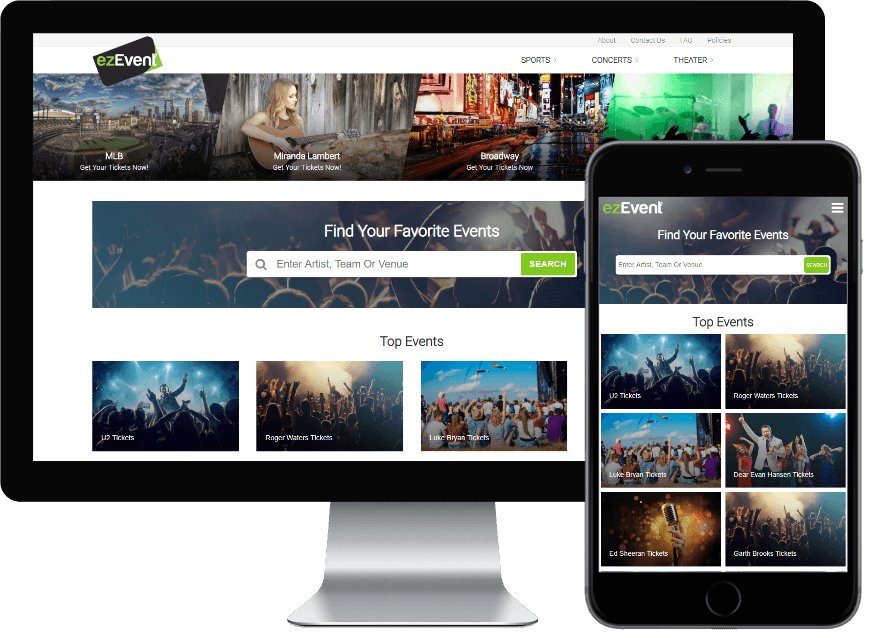 About Contact Us FAQ Policies
ezEvent
SPORTS > CONCERTS > THEATER >
MLB
Get Your Tickets Now!
Miranda Lambert
Get Your Tickets Now!
Broadway
Get Your Tickets Now
Find Your Favorite Events
Enter Artist, Team Or Venue SEARCH
Top Events
U2 Tickets
Roger Waters Tickets
Luke Bryan Tickets
ezEvent
Find Your Favorite Events
Enter Artist, Team Or Venue SEARCH
Top Events
U2 Tickets Roger Waters Tickets
Luke Bryan Tickets Dear Evan Hansen Tickets
Ed Sheeran Tickets Garth Brooks Tickets